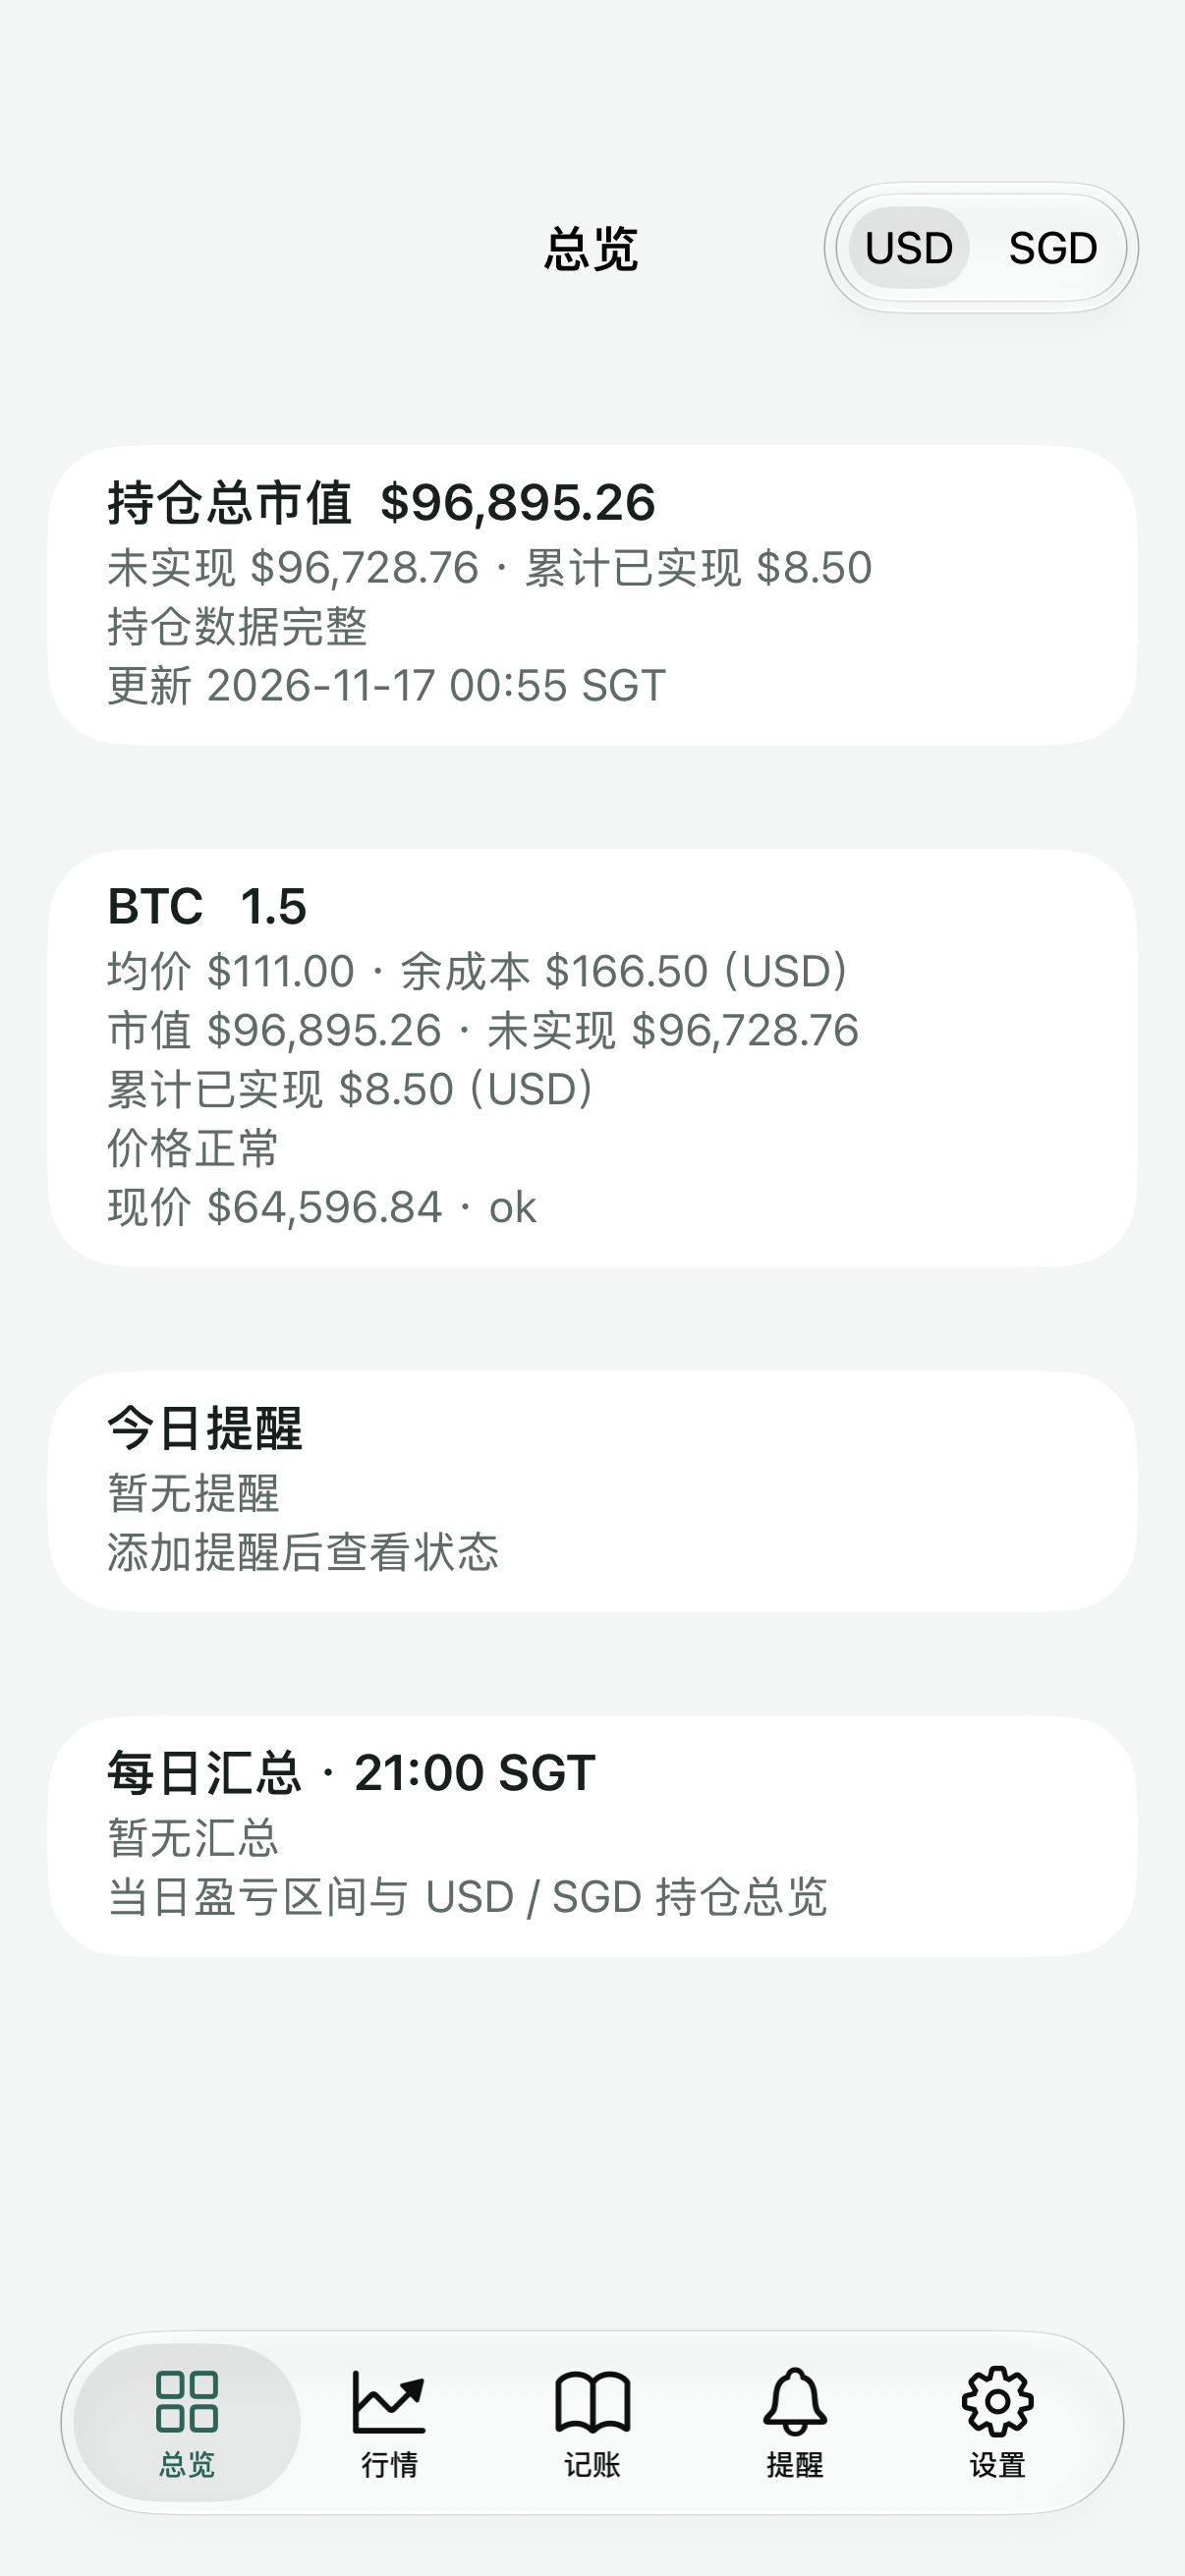 总览
USD SGD
持仓总市值 $96,895.26
未实现 $96,728.76 · 累计已实现 $8.50
持仓数据完整
更新 2026-11-17 00:55 SGT
BTC 1.5
均价 $111.00 · 余成本 $166.50 (USD)
市值 $96,895.26 · 未实现 $96,728.76
累计已实现 $8.50 (USD)
价格正常
现价 $64,596.84 · ok
今日提醒
暂无提醒
添加提醒后查看状态
每日汇总 · 21:00 SGT
暂无汇总
当日盈亏区间与 USD / SGD 持仓总览
总览 行情 记账 提醒 设置